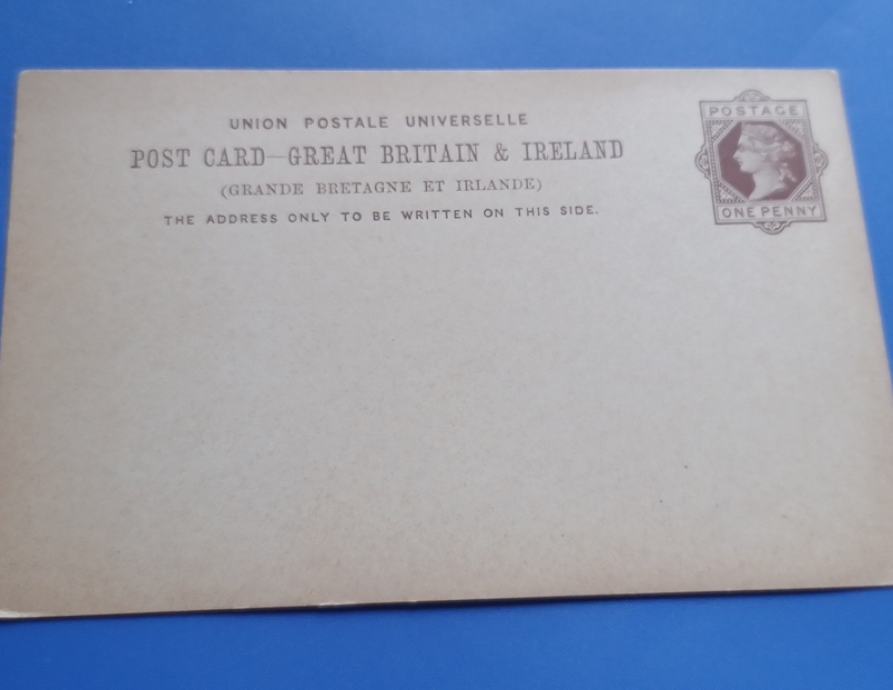 UNION POSTALE UNIVERSELLE
POST CARD—GREAT BRITAIN & IRELAND
(GRANDE BRETAGNE ET IRLANDE)
THE ADDRESS ONLY TO BE WRITTEN ON THIS SIDE.
POSTAGE
ONE PENNY